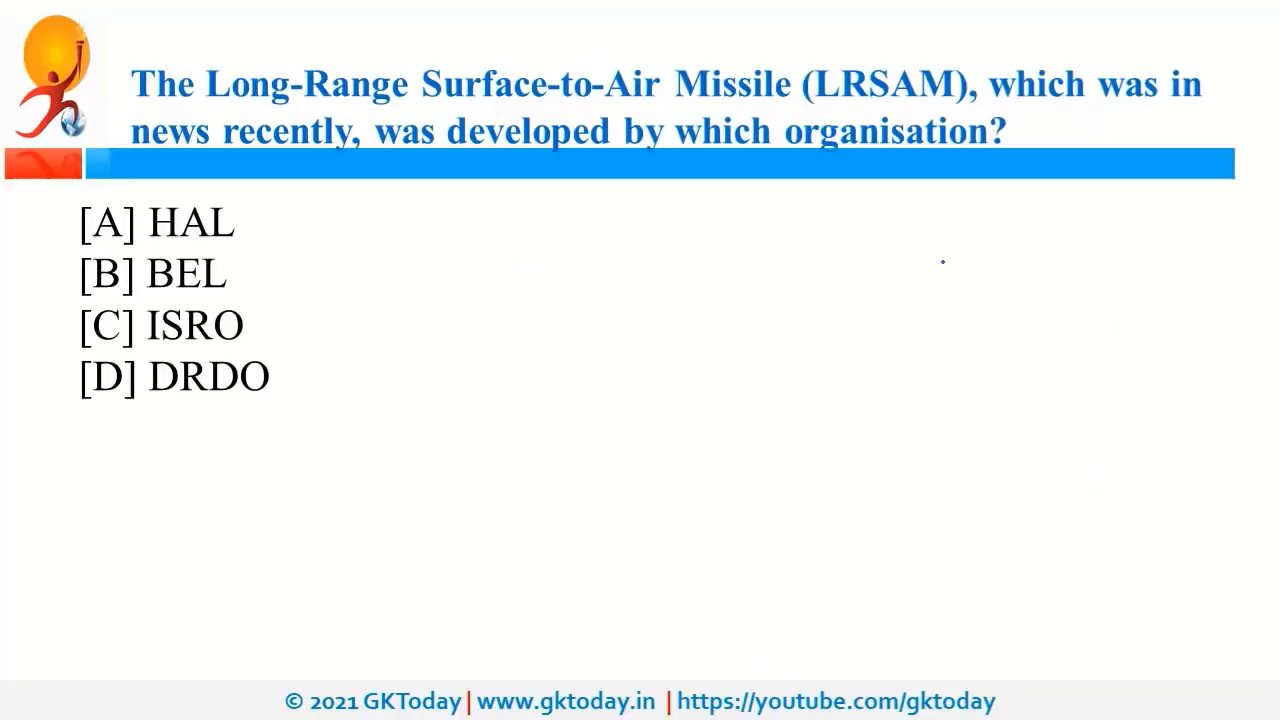 The Long-Range Surface-to-Air Missile (LRSAM), which was in
news recently, was developed by which organisation?
[A] HAL
[B] BEL
[C] ISRO
[D] DRDO
© 2021 GKToday | www.gktoday.in | https://youtube.com/gktoday